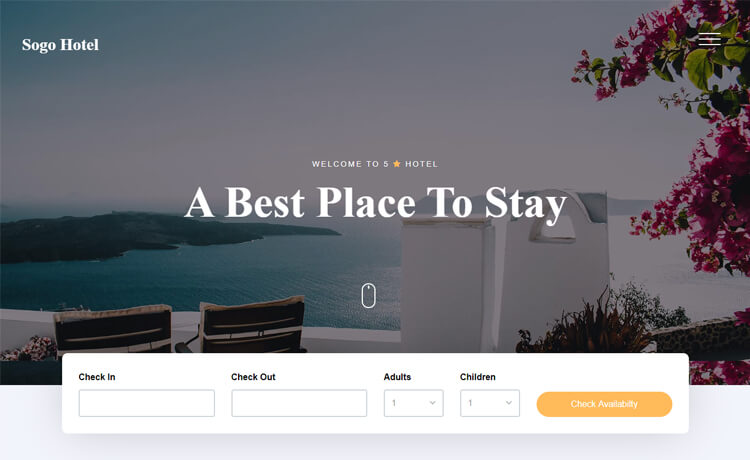 Sogo Hotel
WELCOME TO 5 ★ HOTEL
A Best Place To Stay
Check In
Check Out
Adults
Children
1
1
Check Availabilty